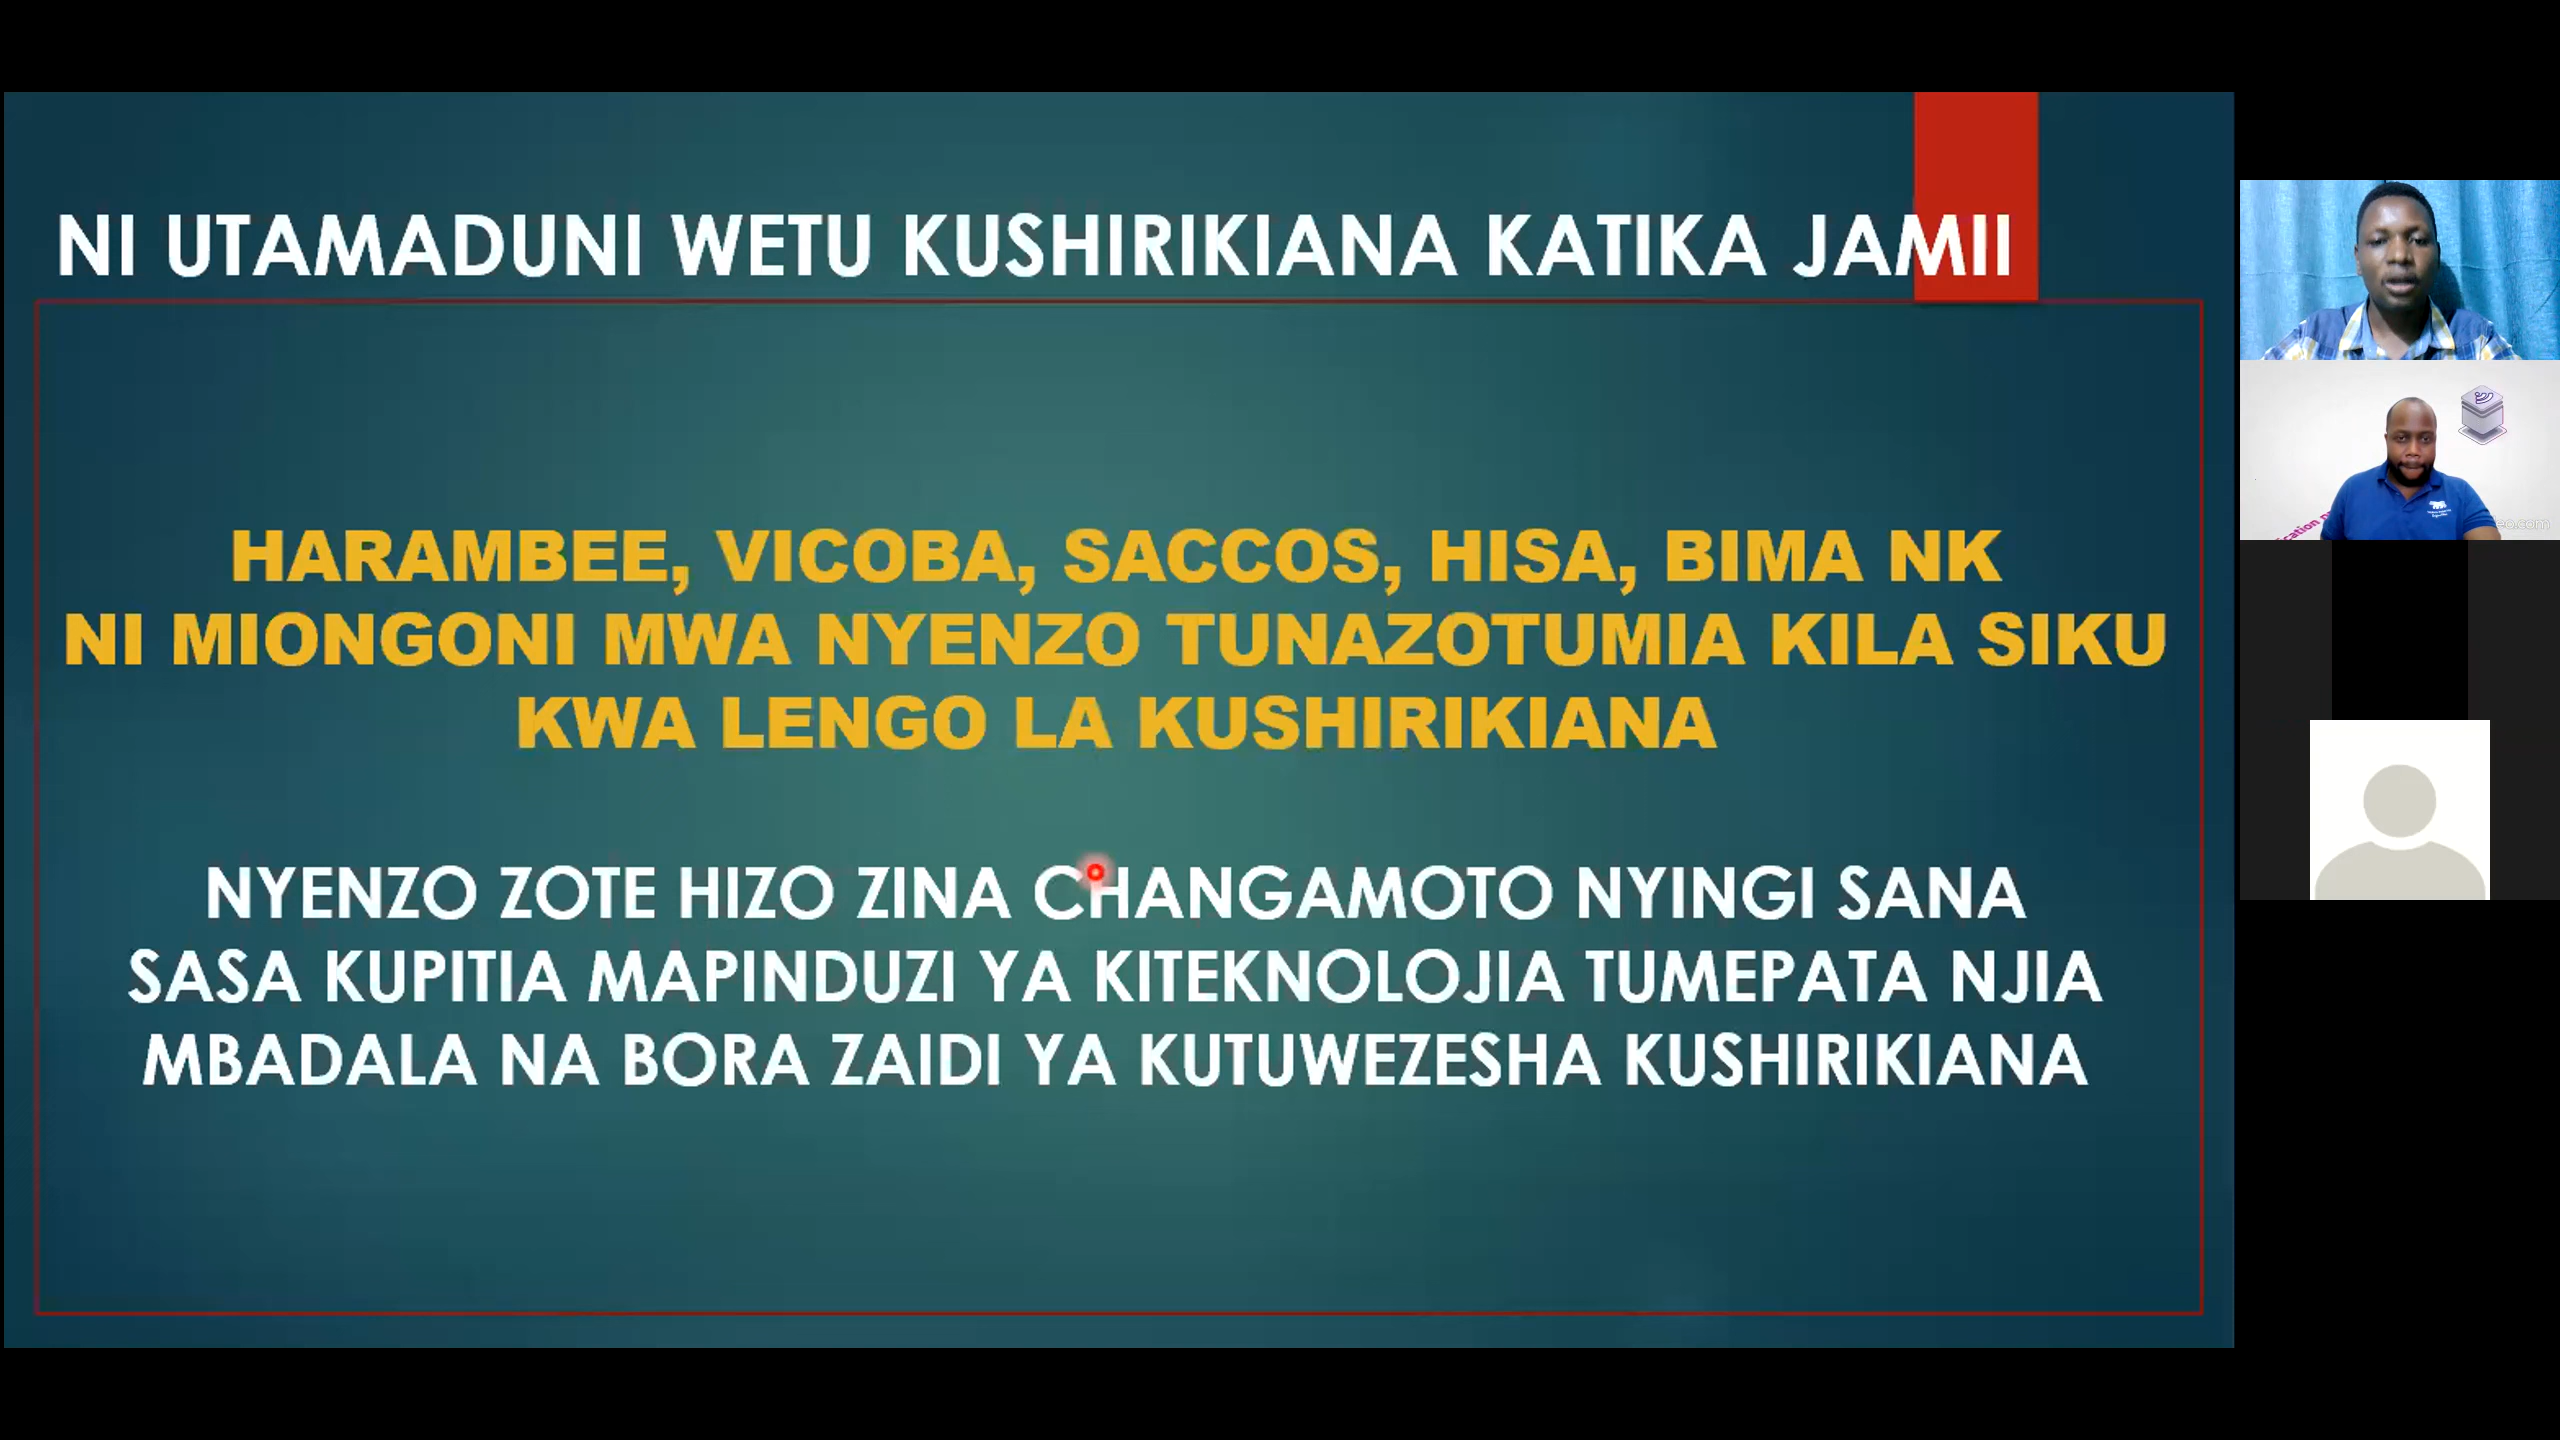 NI UTAMADUNI WETU KUSHIRIKIANA KATIKA JAMII
HARAMBEE, VICOBA, SACCOS, HISA, BIMA NK
NI MIONGONI MWA NYENZO TUNAZOTUMIA KILA SIKU
KWA LENGO LA KUSHIRIKIANA
NYENZO ZOTE HIZO ZINA CHANGAMOTO NYINGI SANA
SASA KUPITIA MAPINDUZI YA KITEKNOLOJIA TUMEPATA NJIA
MBADALA NA BORA ZAIDI YA KUTUWEZESHA KUSHIRIKIANA